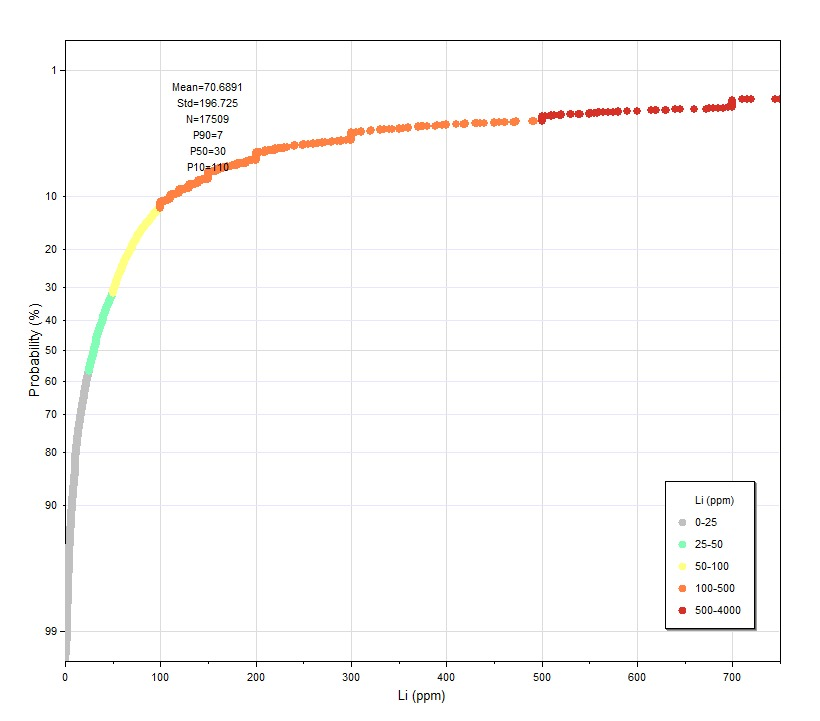 1
Mean=70.6891
Std=196.725
N=17509
P90=7
P50=30
P10=110
10
20
30
40
50
60
70
80
90
99
Probability (%)
Li (ppm)
0-25
25-50
50-100
100-500
500-4000
0 100 200 300 400 500 600 700
Li (ppm)